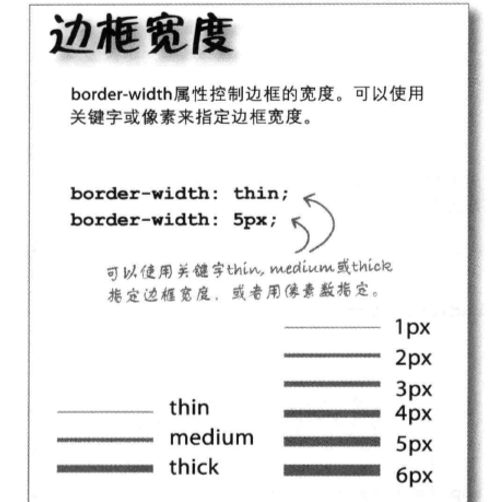 边框宽度
border-width属性控制边框的宽度。可以使用
关键字或像素来指定边框宽度。
border-width: thin;
border-width: 5px;
可以使用关键字thin, medium或thick
指定边框宽度，或者用像素数指定。
thin
medium
thick
1px
2px
3px
4px
5px
6px